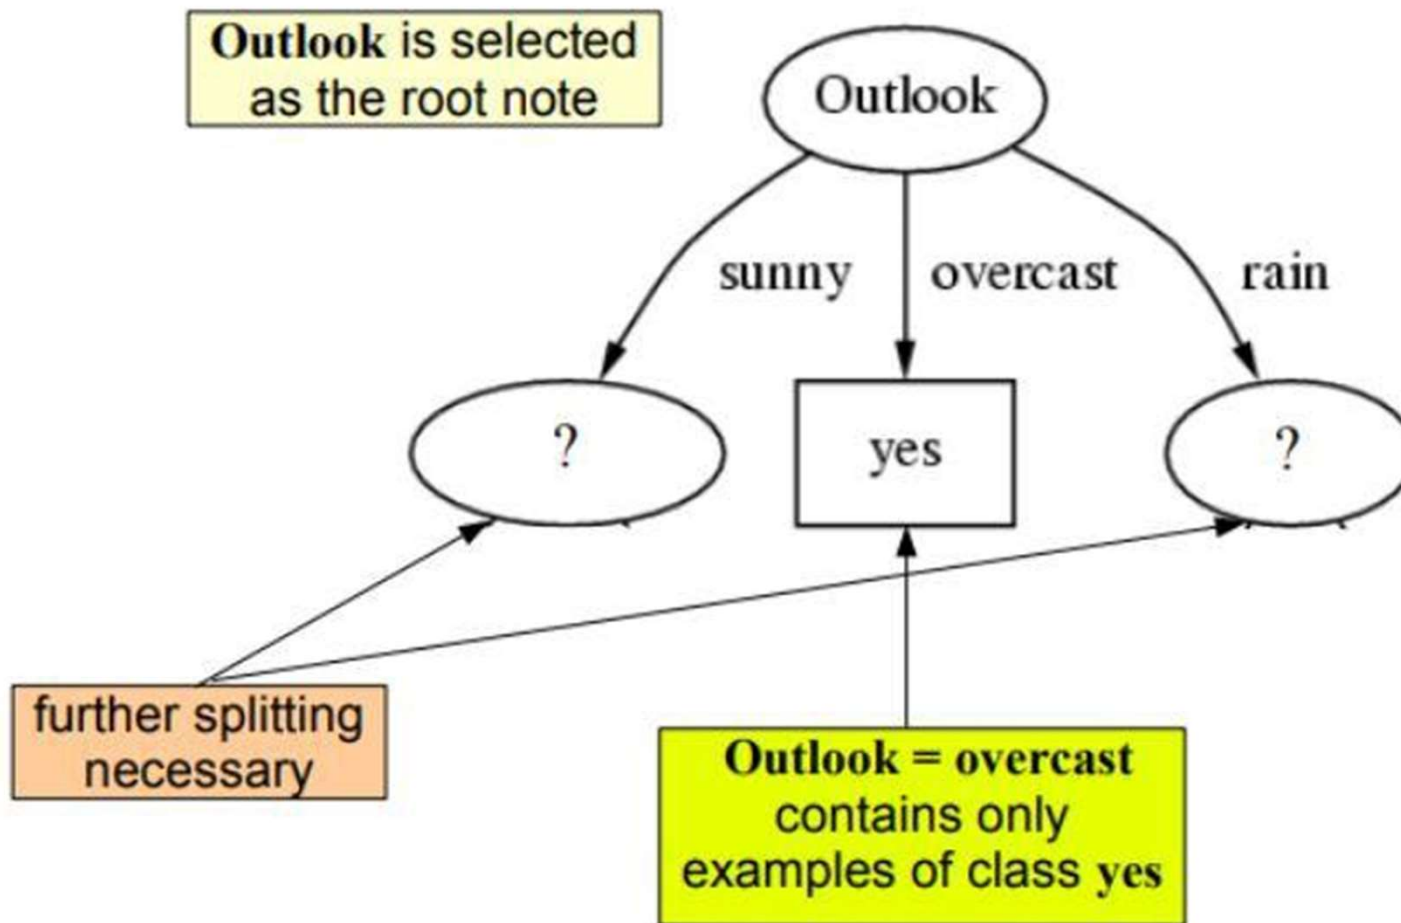 Outlook is selected
as the root note
Outlook
sunny
overcast
rain
?
yes
?
further splitting
necessary
Outlook = overcast
contains only
examples of class yes